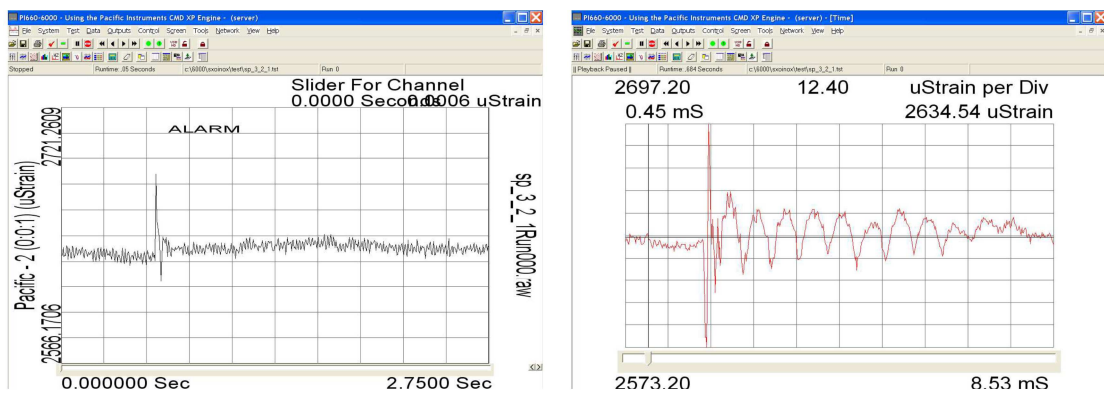 PI660-6000 - Using the Pacific Instruments CMD XP Engine - (server)
File System Test Data Outputs Control Screen Tools Network View Help
Stopped Runtime: .05 Seconds c:\6000\sxoinox\test\sp_3_2_1.tst Run 0
Slider For Channel
0.0000 Seconds 0.0006 uStrain
ALARM
2721.2609
Pacific - 2 (0:0:1) (uStrain)
2566.1706
sp_3_2_1Run000.raw
0.000000 Sec 2.7500 Sec
PI660-6000 - Using the Pacific Instruments CMD XP Engine - (server) - [Time]
File System Test Data Outputs Control Screen Tools Network View Help
|| Playback Paused || Runtime: .684 Seconds c:\6000\sxoinox\test\sp_3_2_1.tst Run 0
2697.20 12.40 uStrain per Div
0.45 mS 2634.54 uStrain
2573.20 8.53 mS